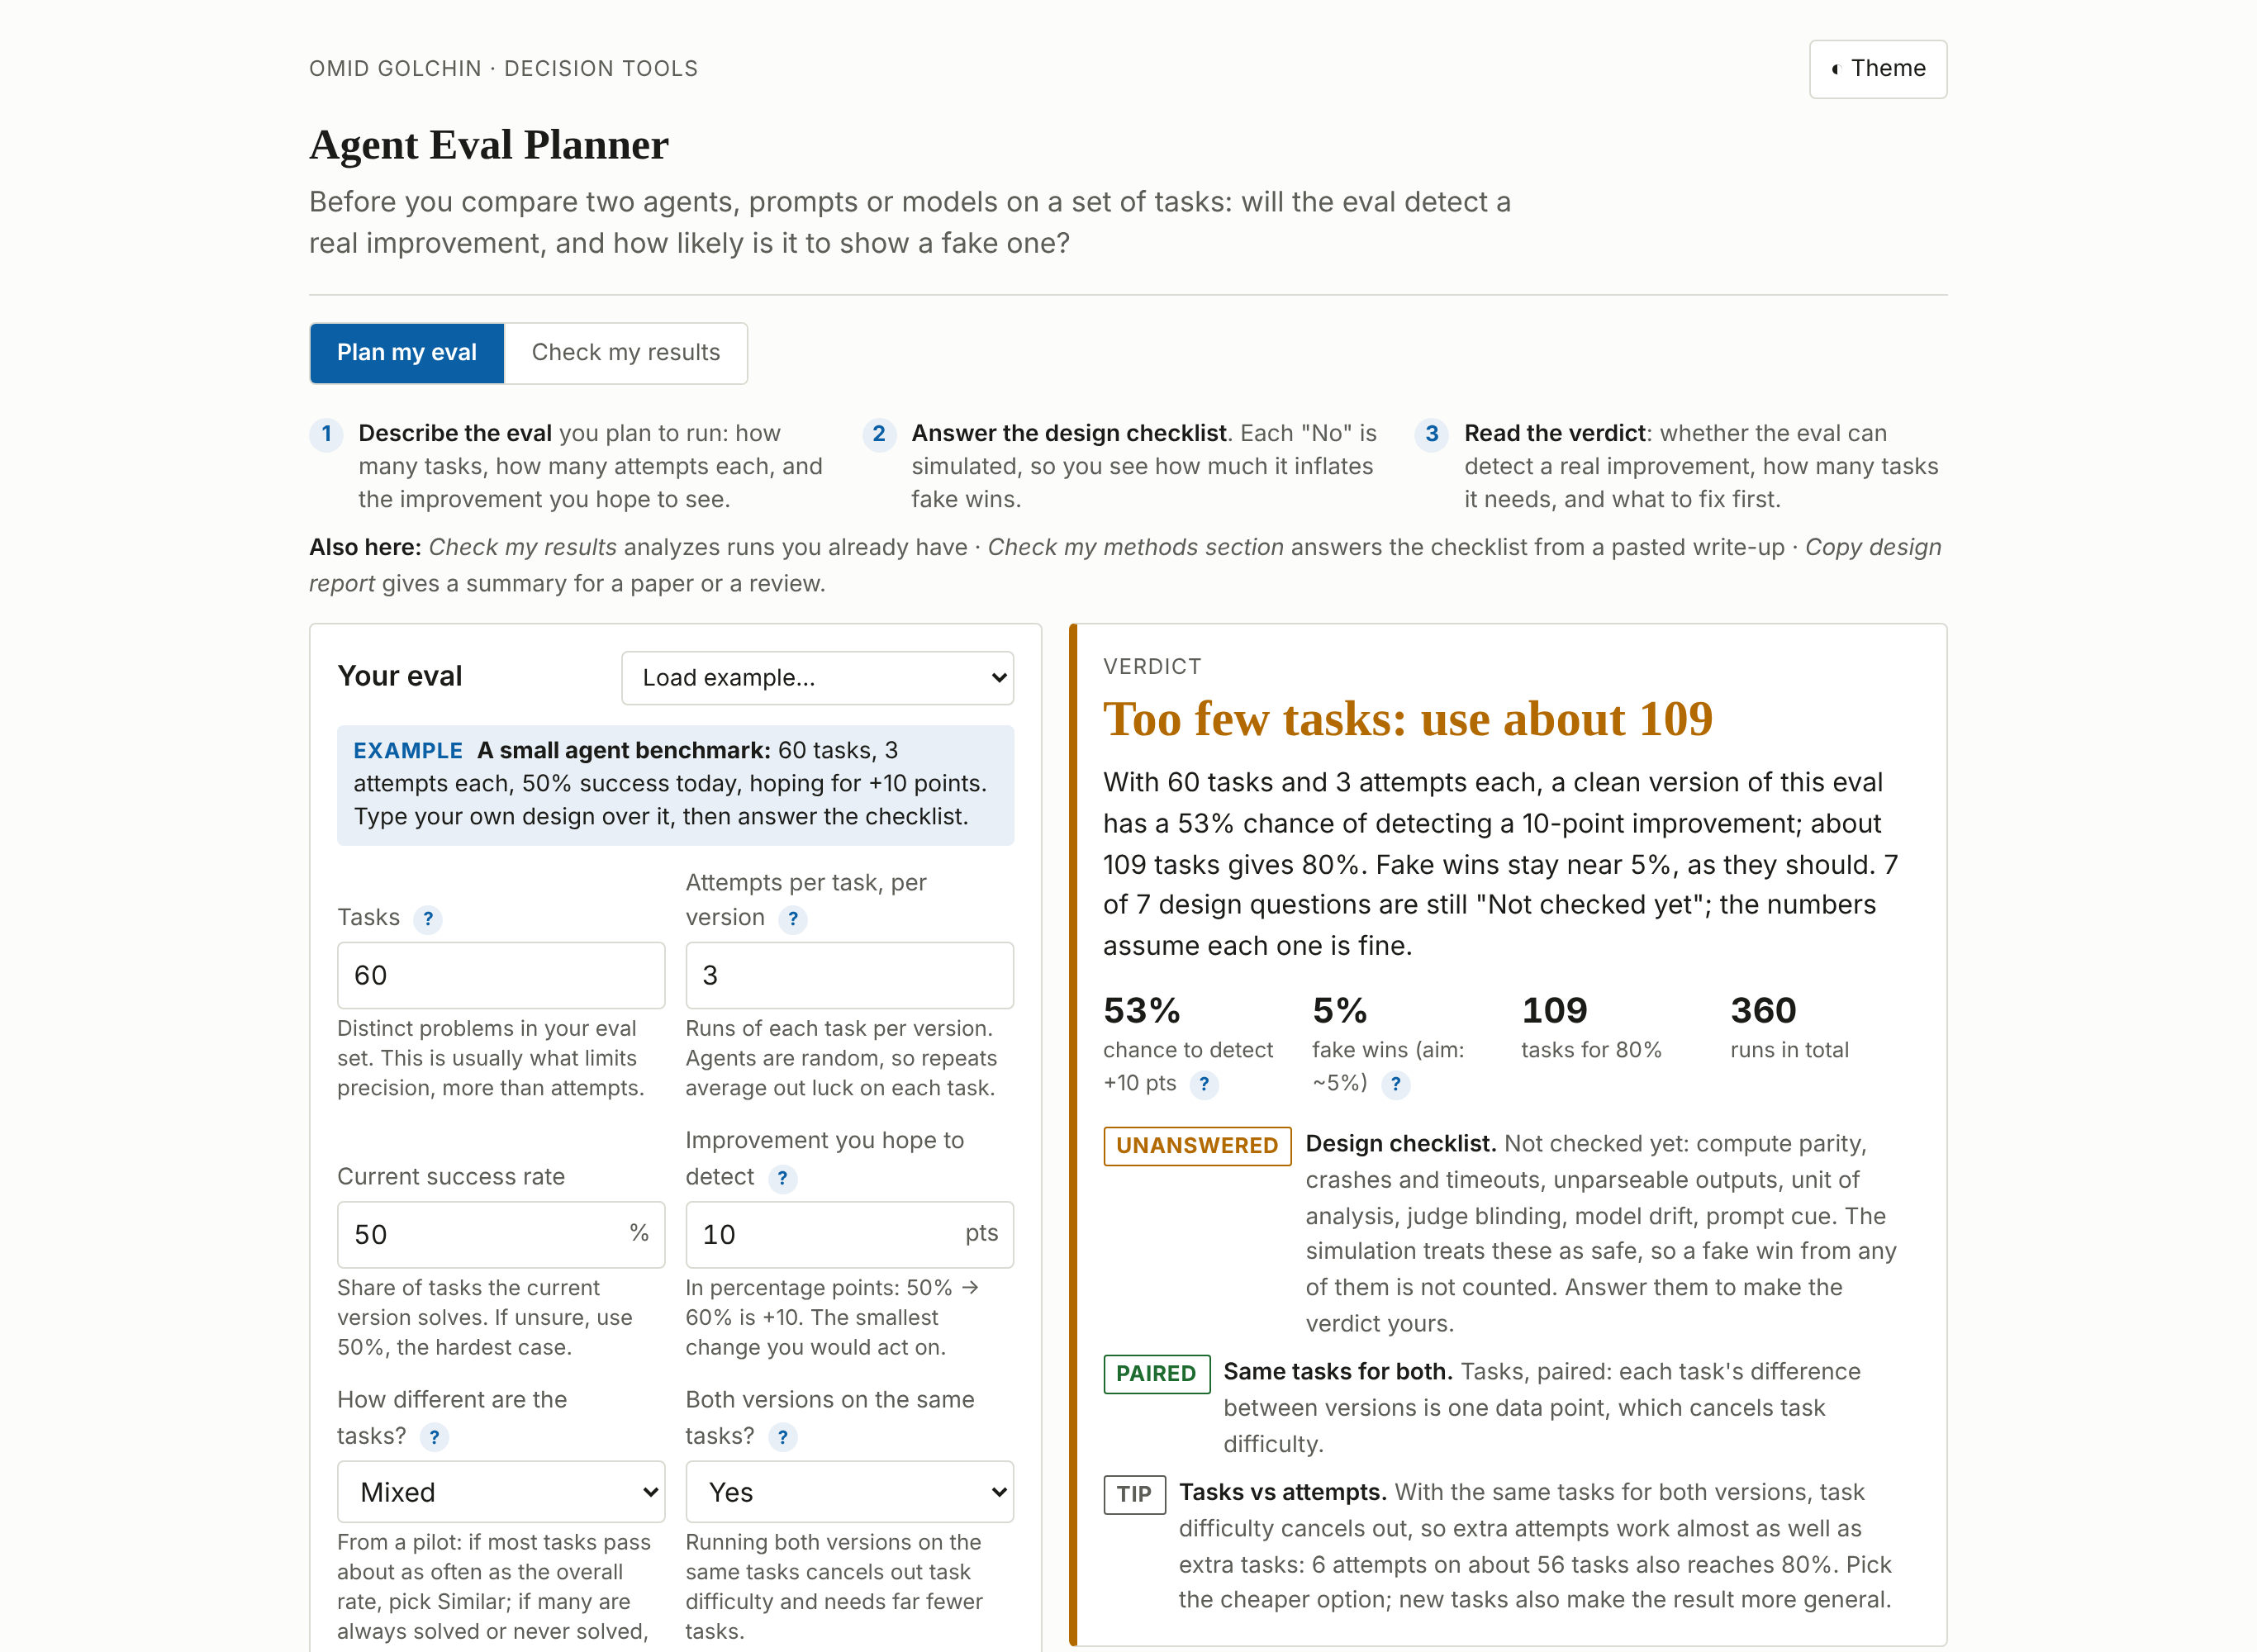 OMID GOLCHIN · DECISION TOOLS
Theme
Agent Eval Planner
Before you compare two agents, prompts or models on a set of tasks: will the eval detect a
real improvement, and how likely is it to show a fake one?
Plan my eval
Check my results
1 Describe the eval you plan to run: how
many tasks, how many attempts each, and
the improvement you hope to see.
2 Answer the design checklist. Each "No" is
simulated, so you see how much it inflates
fake wins.
3 Read the verdict: whether the eval can
detect a real improvement, how many tasks
it needs, and what to fix first.
Also here: Check my results analyzes runs you already have · Check my methods section answers the checklist from a pasted write-up · Copy design
report gives a summary for a paper or a review.
Your eval
Load example...
EXAMPLE A small agent benchmark: 60 tasks, 3
attempts each, 50% success today, hoping for +10 points.
Type your own design over it, then answer the checklist.
Tasks ?
60
Distinct problems in your eval
set. This is usually what limits
precision, more than attempts.
Attempts per task, per
version ?
3
Runs of each task per version.
Agents are random, so repeats
average out luck on each task.
Current success rate
50 %
Share of tasks the current
version solves. If unsure, use
50%, the hardest case.
Improvement you hope to
detect ?
10 pts
In percentage points: 50% →
60% is +10. The smallest
change you would act on.
How different are the
tasks? ?
Mixed
From a pilot: if most tasks pass
about as often as the overall
rate, pick Similar; if many are
always solved or never solved,
Both versions on the same
tasks? ?
Yes
Running both versions on the
same tasks cancels out task
difficulty and needs far fewer
tasks.
VERDICT
Too few tasks: use about 109
With 60 tasks and 3 attempts each, a clean version of this eval
has a 53% chance of detecting a 10-point improvement; about
109 tasks gives 80%. Fake wins stay near 5%, as they should. 7
of 7 design questions are still "Not checked yet"; the numbers
assume each one is fine.
53%
chance to detect
+10 pts ?
5%
fake wins (aim:
~5%) ?
109
tasks for 80%
360
runs in total
UNANSWERED Design checklist. Not checked yet: compute parity,
crashes and timeouts, unparseable outputs, unit of
analysis, judge blinding, model drift, prompt cue. The
simulation treats these as safe, so a fake win from any
of them is not counted. Answer them to make the
verdict yours.
PAIRED Same tasks for both. Tasks, paired: each task's difference
between versions is one data point, which cancels task
difficulty.
TIP Tasks vs attempts. With the same tasks for both versions, task
difficulty cancels out, so extra attempts work almost as well as
extra tasks: 6 attempts on about 56 tasks also reaches 80%. Pick
the cheaper option; new tasks also make the result more general.